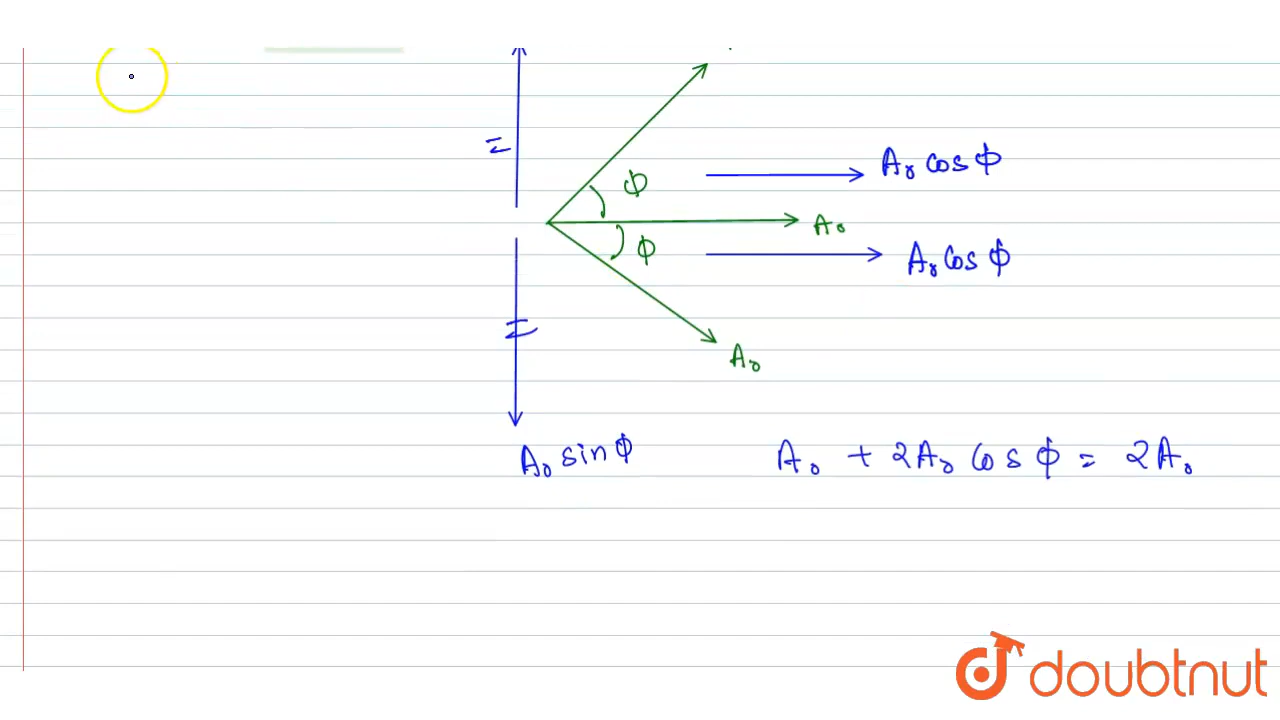 =
ϕ
A₀ cos ϕ
A₀
ϕ
A₀ cos ϕ
=
A₀
A₀ sin ϕ
A₀ + 2A₀ cos ϕ = 2A₀
doubtnut